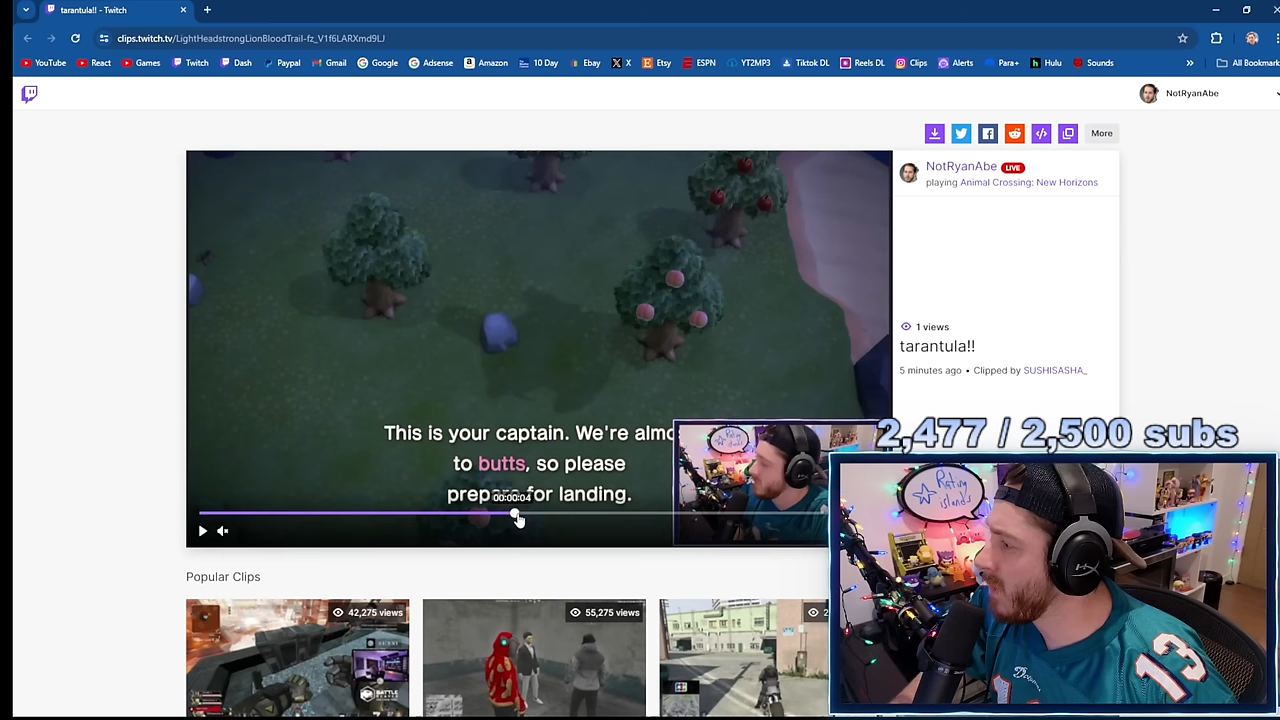 tarantula!! - Twitch
clips.twitch.tv/LightHeadstrongLionBloodTrail-fz_V1f6LARXmd9LJ
YouTube React Games Twitch Dash Paypal Gmail Google Adsense Amazon 10 Day Ebay X Etsy ESPN YT2MP3 Tiktok DL Reels DL Clips Alerts Para+ Hulu Sounds » All Bookmark
NotRyanAbe
More
NotRyanAbe LIVE
playing Animal Crossing: New Horizons
1 views
tarantula!!
5 minutes ago • Clipped by SUSHISASHA_
This is your captain. We're almo
to butts, so please
for landing.
00:00:04
2,477 / 2,500 subs
Rating
islands
13
Popular Clips
42,275 views
55,275 views